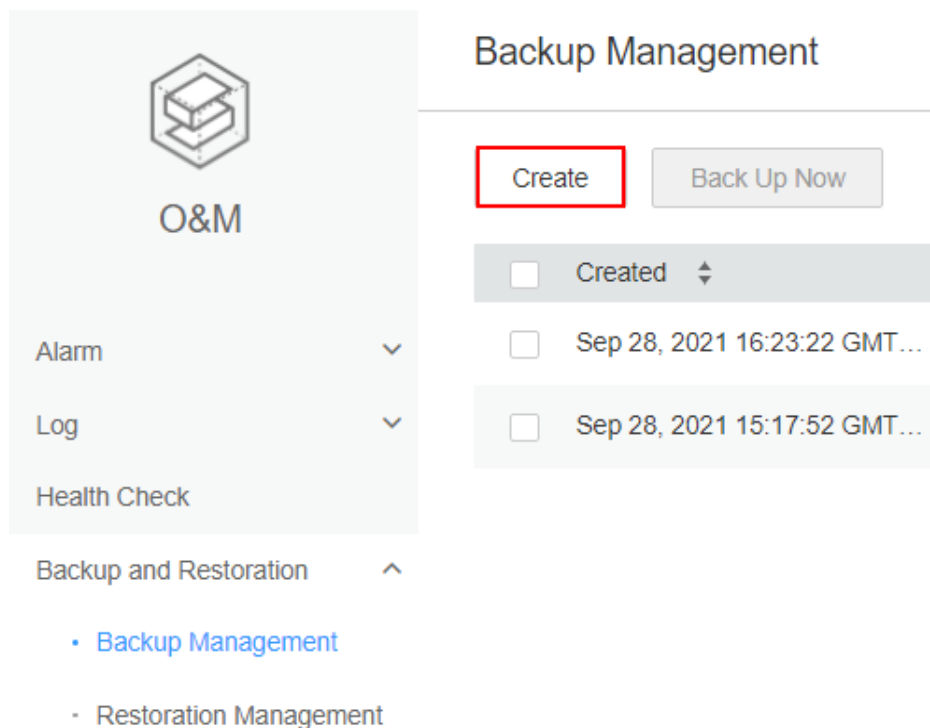 O&M
Alarm
Log
Health Check
Backup and Restoration
Backup Management
Restoration Management
Backup Management
Create
Back Up Now
Created
Sep 28, 2021 16:23:22 GMT…
Sep 28, 2021 15:17:52 GMT…